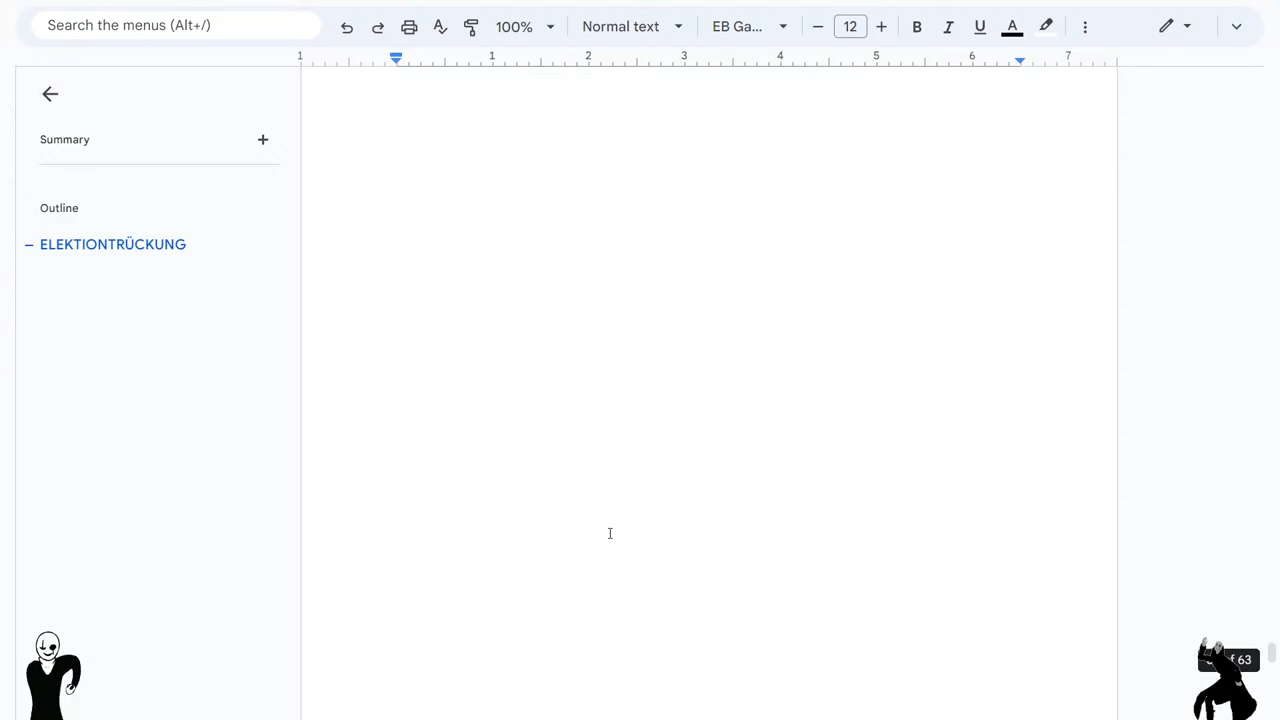 Search the menus (Alt+/)
100%
Normal text
EB Ga...
12
B
I
U
A
1
1
2
3
4
5
6
7
Summary
Outline
ELEKTIONTRÜCKUNG
63